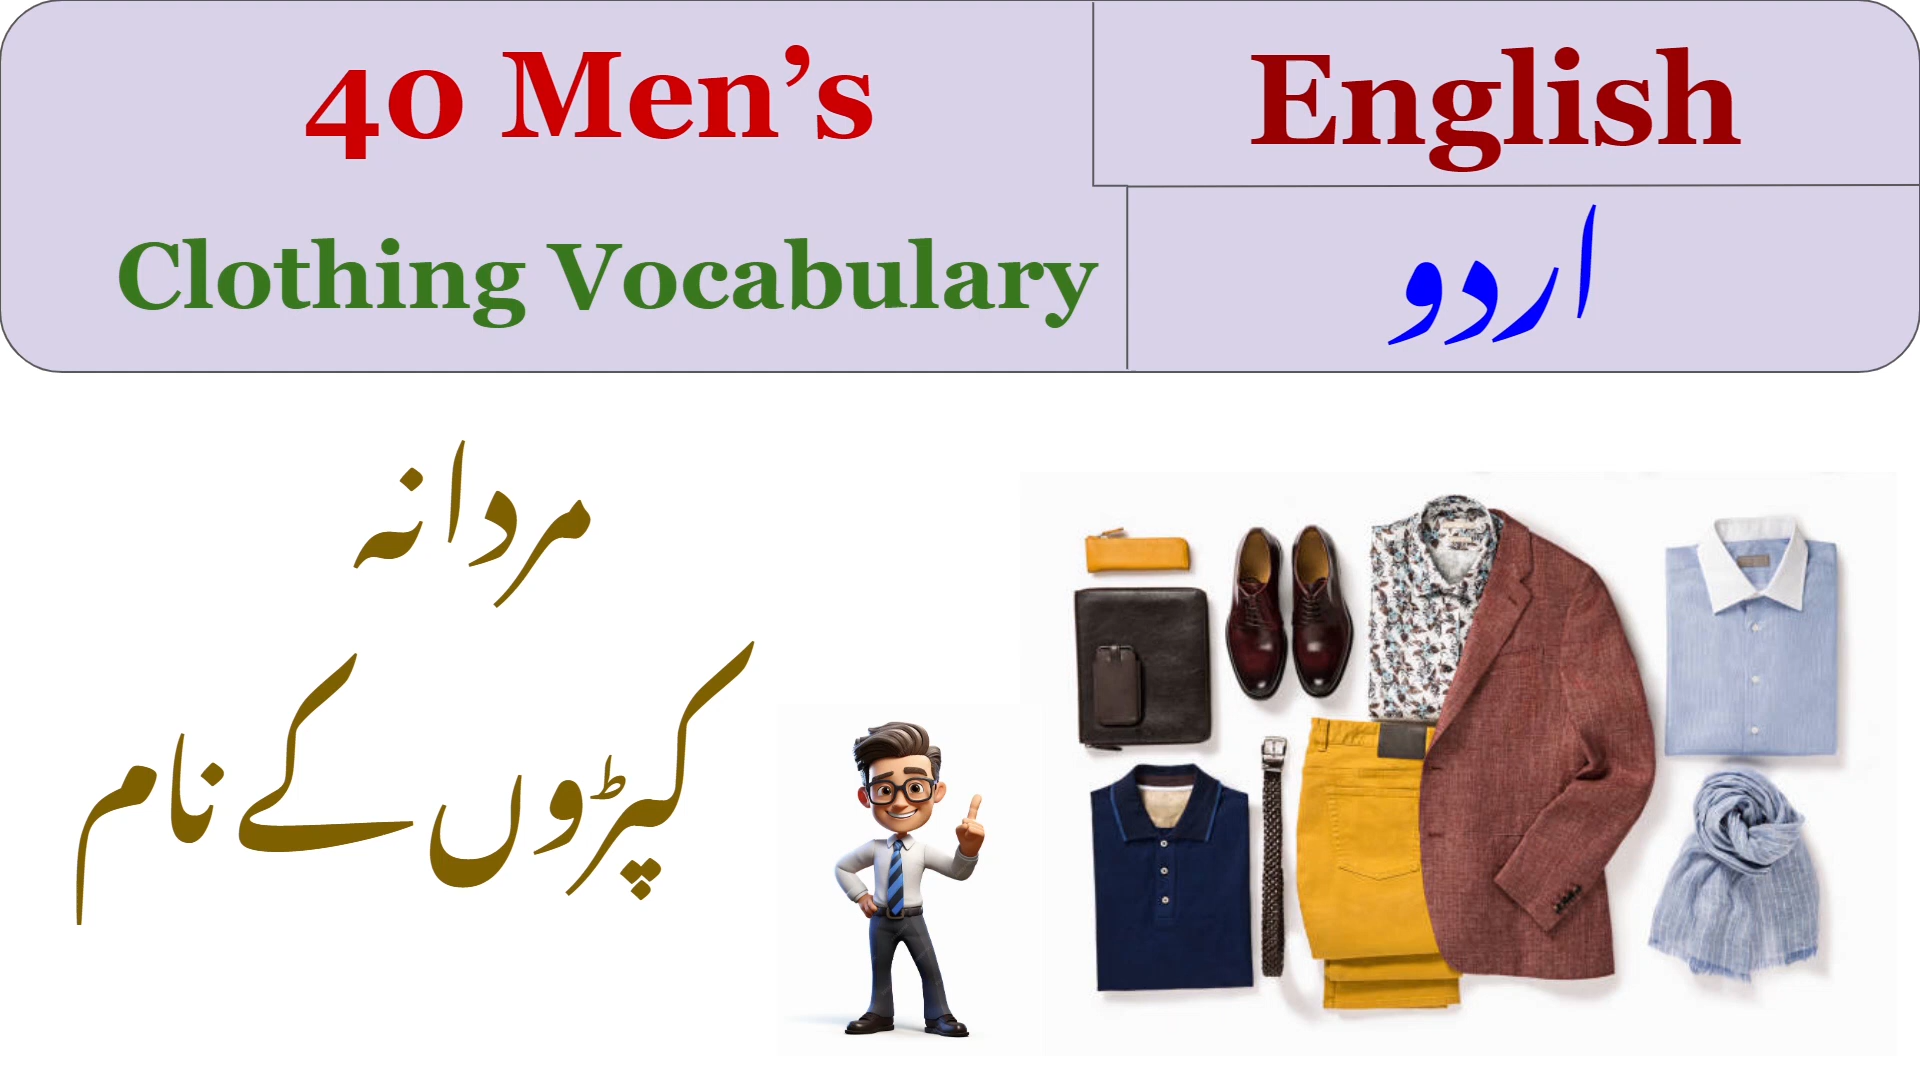 40 Men’s
Clothing Vocabulary
English
اردو
مردانہ
کپڑوں کے نام